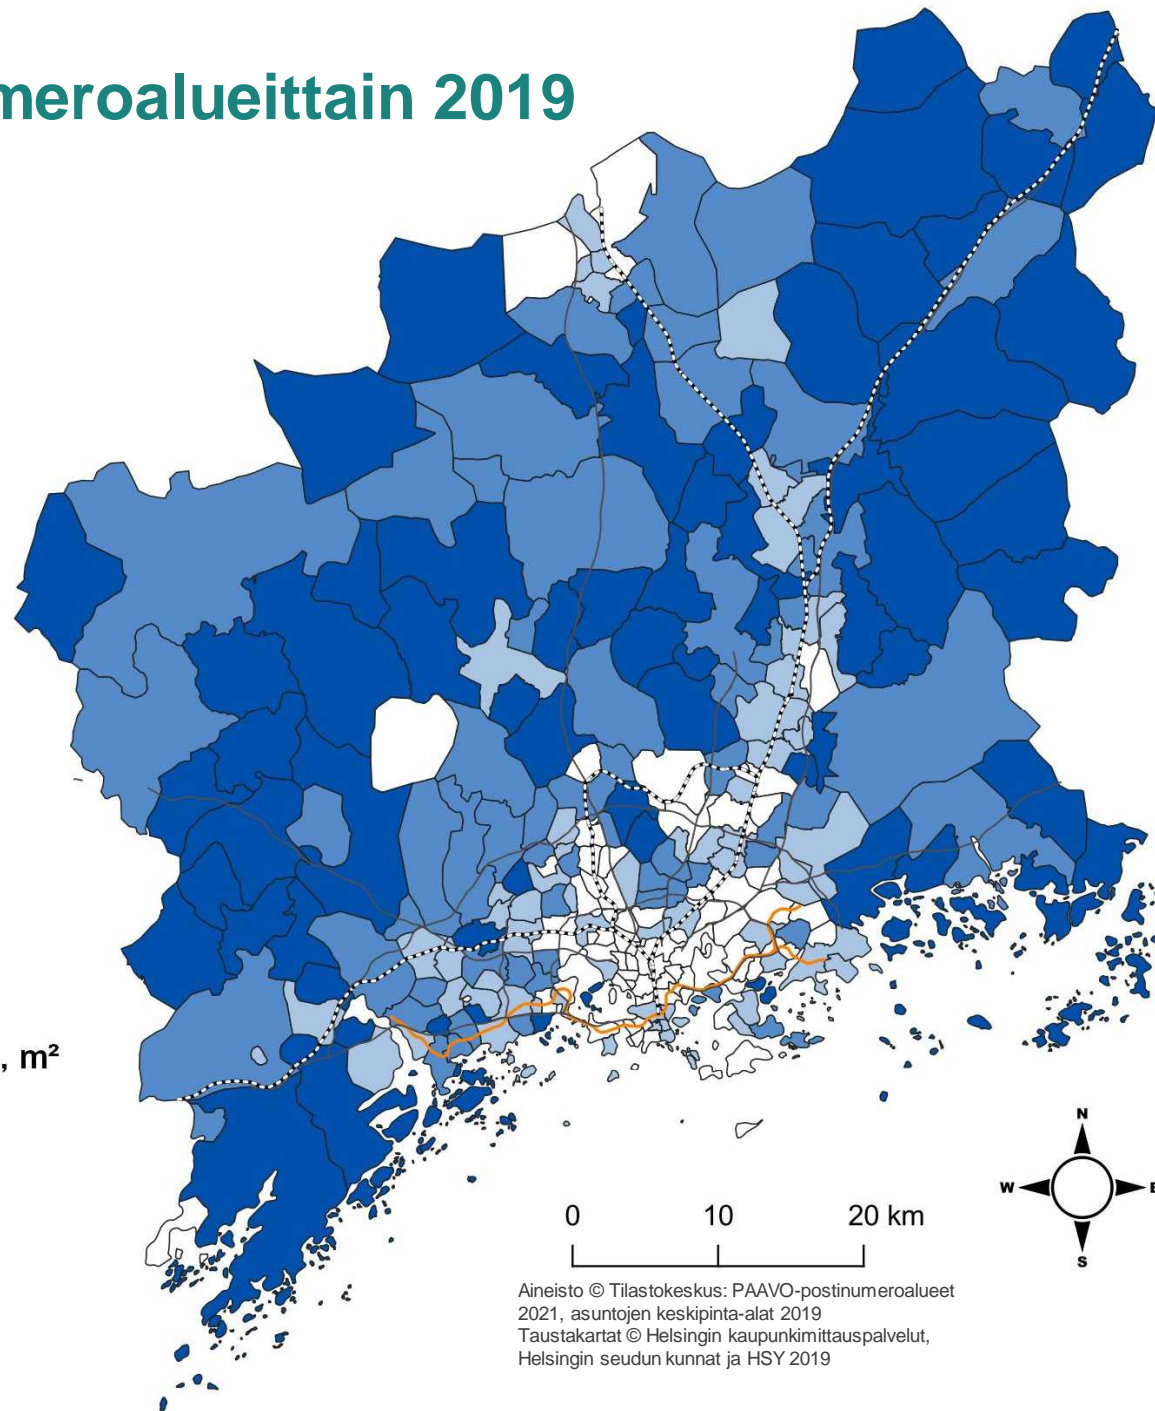 meroalueittain 2019
, m²
N
W
E
S
0 10 20 km
Aineisto © Tilastokeskus: PAAVO-postinumeroalueet
2021, asuntojen keskipinta-alat 2019
Taustakartat © Helsingin kaupunkimittauspalvelut,
Helsingin seudun kunnat ja HSY 2019